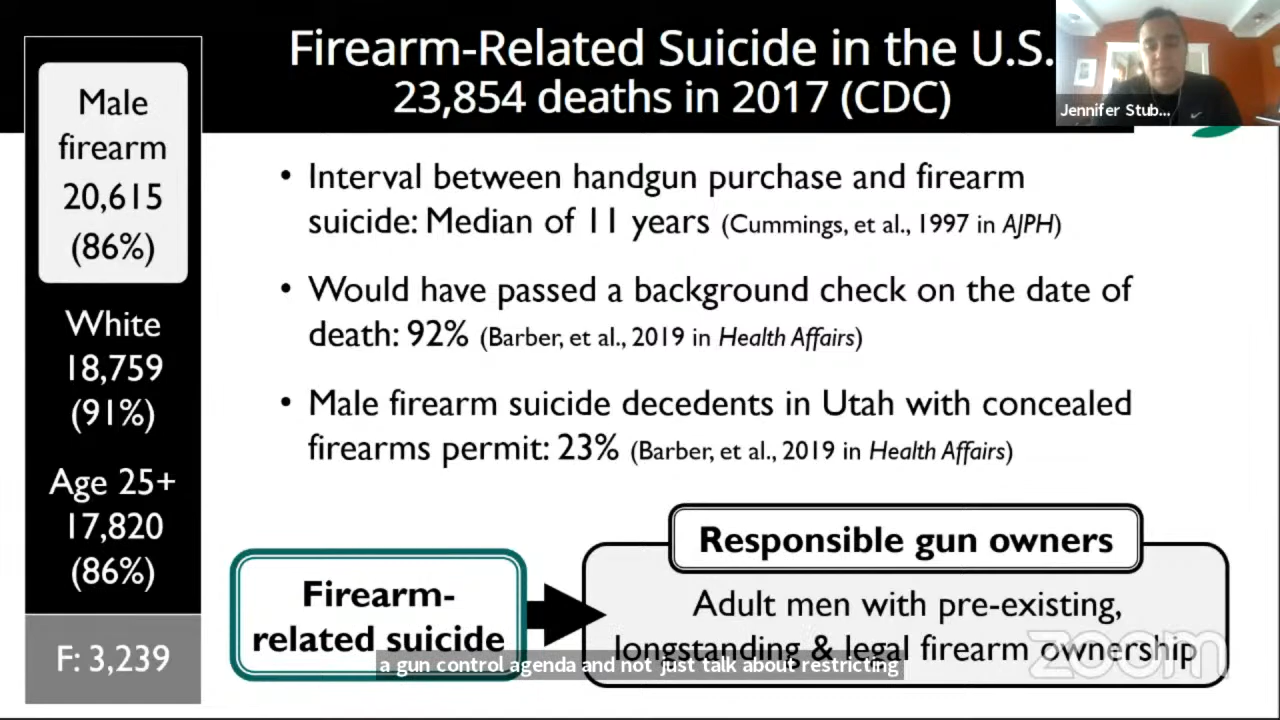 Firearm-Related Suicide in the U.S.
23,854 deaths in 2017 (CDC)
Jennifer Stub...
Male
firearm
20,615
(86%)
White
18,759
(91%)
Age 25+
17,820
(86%)
F: 3,239
• Interval between handgun purchase and firearm
suicide: Median of 11 years (Cummings, et al., 1997 in AJPH)
• Would have passed a background check on the date of
death: 92% (Barber, et al., 2019 in Health Affairs)
• Male firearm suicide decedents in Utah with concealed
firearms permit: 23% (Barber, et al., 2019 in Health Affairs)
Firearm-
related suicide
Responsible gun owners
Adult men with pre-existing,
longstanding & legal firearm ownership
zoom
a gun control agenda and not just talk about restricting